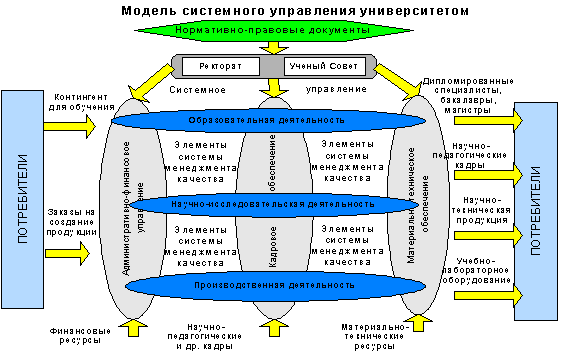 Модель системного управления университетом
Нормативно-правовые документы
Ректорат
Ученый Совет
Системное
управление
Контингент
для обучения
Дипломированные
специалисты,
бакалавры,
магистры
Образовательная деятельность
ПОТРЕБИТЕЛИ
Административно-финансовое
управление
Элементы
системы
менеджмента
качества
Кадровое
обеспечение
Элементы
системы
менеджмента
качества
Материально-техническое
обеспечение
Научно-
педагогические
кадры
ПОТРЕБИТЕЛИ
Научно-исследовательская деятельность
Заказы на
создание
продукции
Научно-
техническая
продукция
Элементы
системы
менеджмента
качества
Элементы
системы
менеджмента
качества
Учебно-
лабораторное
оборудование
Производственная деятельность
Финансовые
ресурсы
Научно-
педагогические
и др. кадры
Материально-
технические
ресурсы